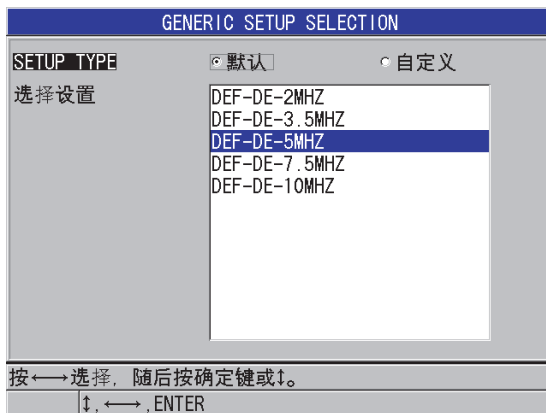 GENERIC SETUP SELECTION
SETUP TYPE 默认 自定义
选择设置
DEF-DE-2MHZ
DEF-DE-3.5MHZ
DEF-DE-5MHZ
DEF-DE-7.5MHZ
DEF-DE-10MHZ
按←→选择, 随后按确定键或↕。
↕,←→,ENTER